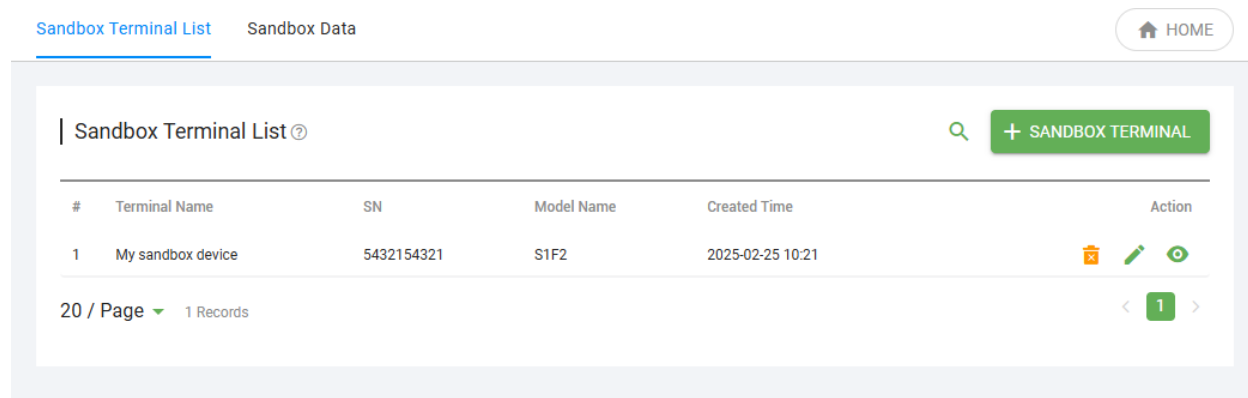 Sandbox Terminal List Sandbox Data HOME
Sandbox Terminal List ? + SANDBOX TERMINAL
# Terminal Name SN Model Name Created Time Action
1 My sandbox device 5432154321 S1F2 2025-02-25 10:21
20 / Page 1 Records < 1 >